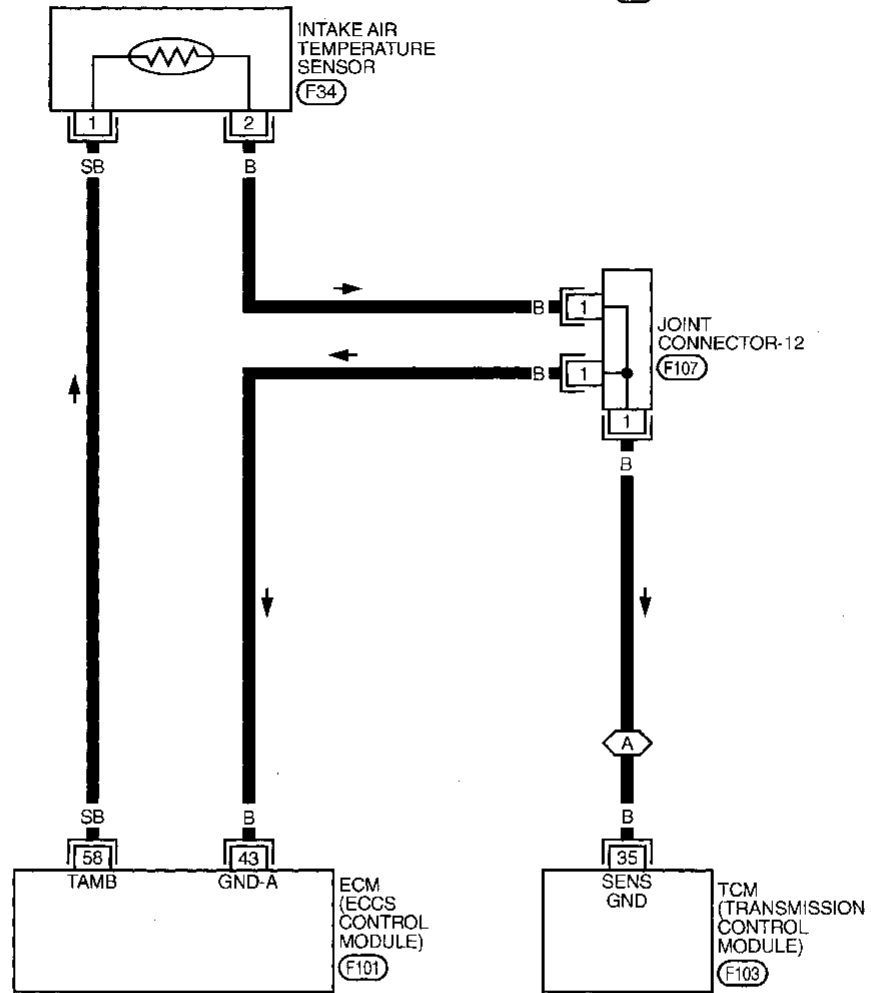 INTAKE AIR
TEMPERATURE
SENSOR
F34
1
2
SB
B
B
1
JOINT
CONNECTOR-12
F107
B
1
1
B
A
SB
B
B
58
43
35
TAMB
GND-A
SENS
GND
ECM
(ECCS
CONTROL
MODULE)
F101
TCM
(TRANSMISSION
CONTROL
MODULE)
F103